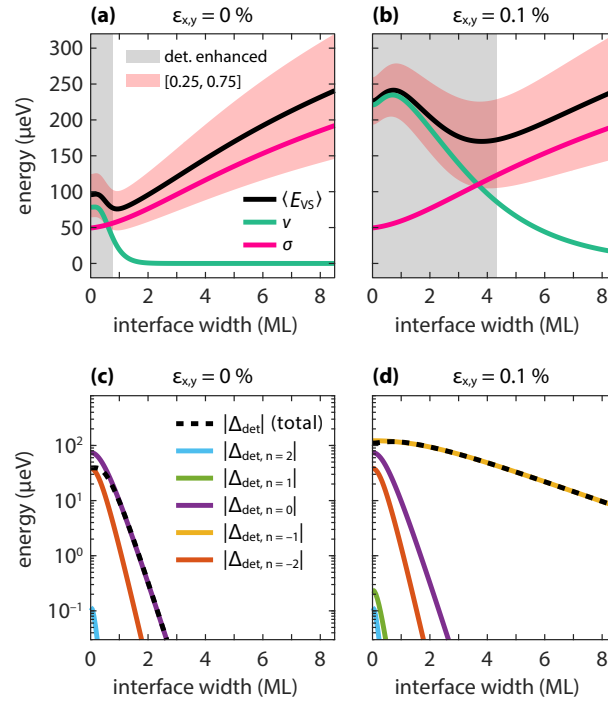 (a) εx,y = 0 %
(b) εx,y = 0.1 %
energy (μeV)
300
250
200
150
100
50
0
det. enhanced
[0.25, 0.75]
⟨EVS⟩
ν
σ
0 2 4 6 8
interface width (ML)
0 2 4 6 8
interface width (ML)
(c) εx,y = 0 %
(d) εx,y = 0.1 %
energy (μeV)
10²
10¹
10⁰
10⁻¹
|Δdet| (total)
|Δdet, n = 2|
|Δdet, n = 1|
|Δdet, n = 0|
|Δdet, n = −1|
|Δdet, n = −2|
0 2 4 6 8
interface width (ML)
0 2 4 6 8
interface width (ML)